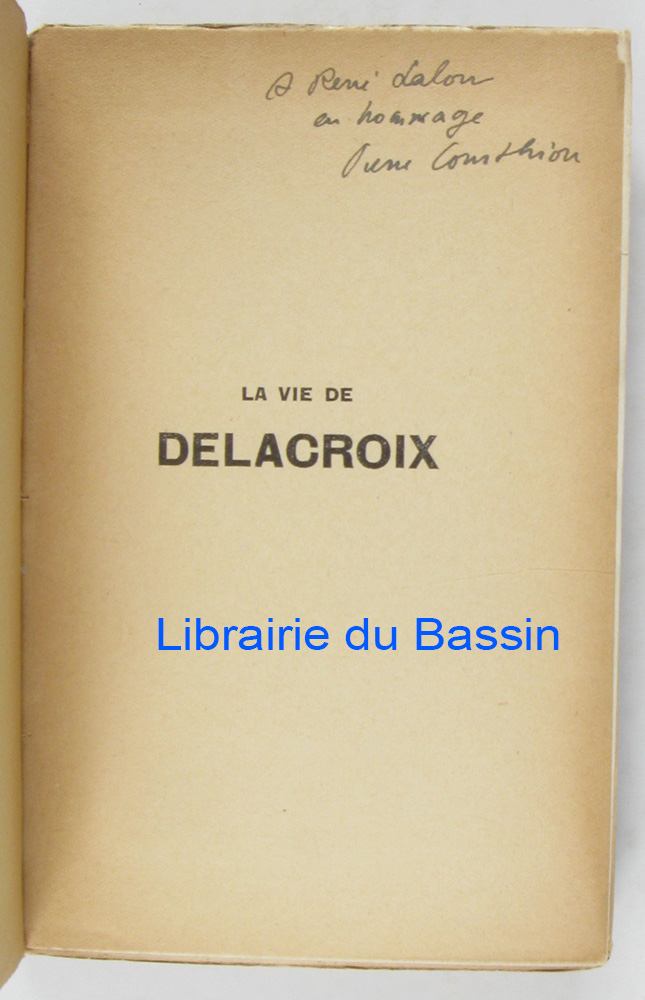 A René Lalou
en hommage
Pierre Courthion
LA VIE DE
DELACROIX
Librairie du Bassin